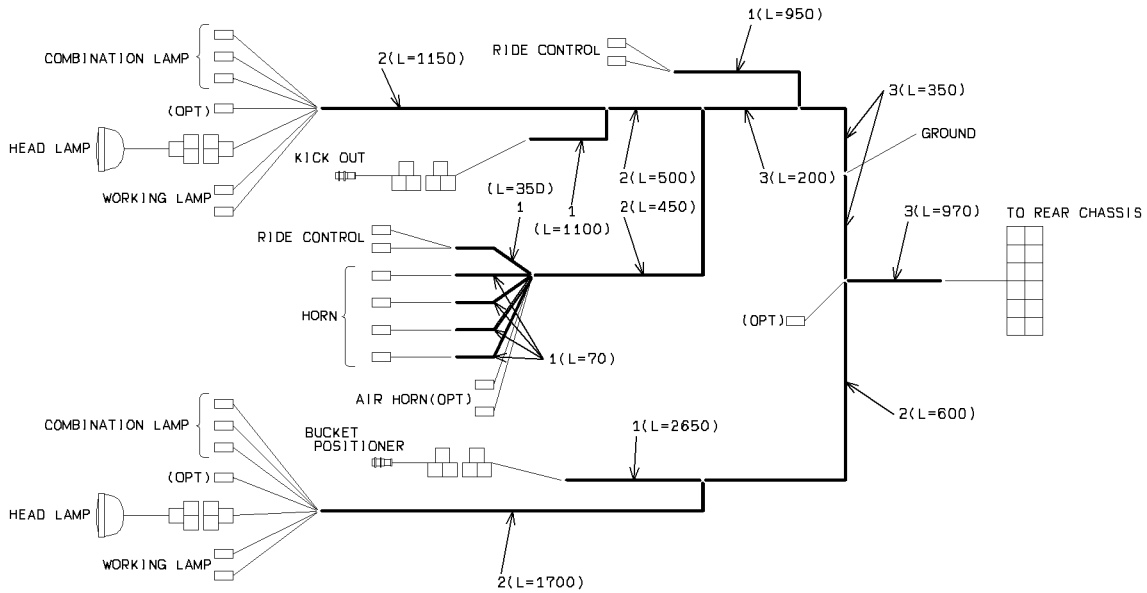 1(L=950)
RIDE CONTROL
COMBINATION LAMP
2(L=1150)
3(L=350)
(OPT)
GROUND
HEAD LAMP
KICK OUT
2(L=500)
3(L=200)
(L=35D)
1
1
(L=1100)
2(L=450)
WORKING LAMP
3(L=970)
TO REAR CHASSIS
RIDE CONTROL
HORN
(OPT)
1(L=70)
AIR HORN(OPT)
COMBINATION LAMP
BUCKET
POSITIONER
1(L=2650)
2(L=600)
(OPT)
HEAD LAMP
WORKING LAMP
2(L=1700)